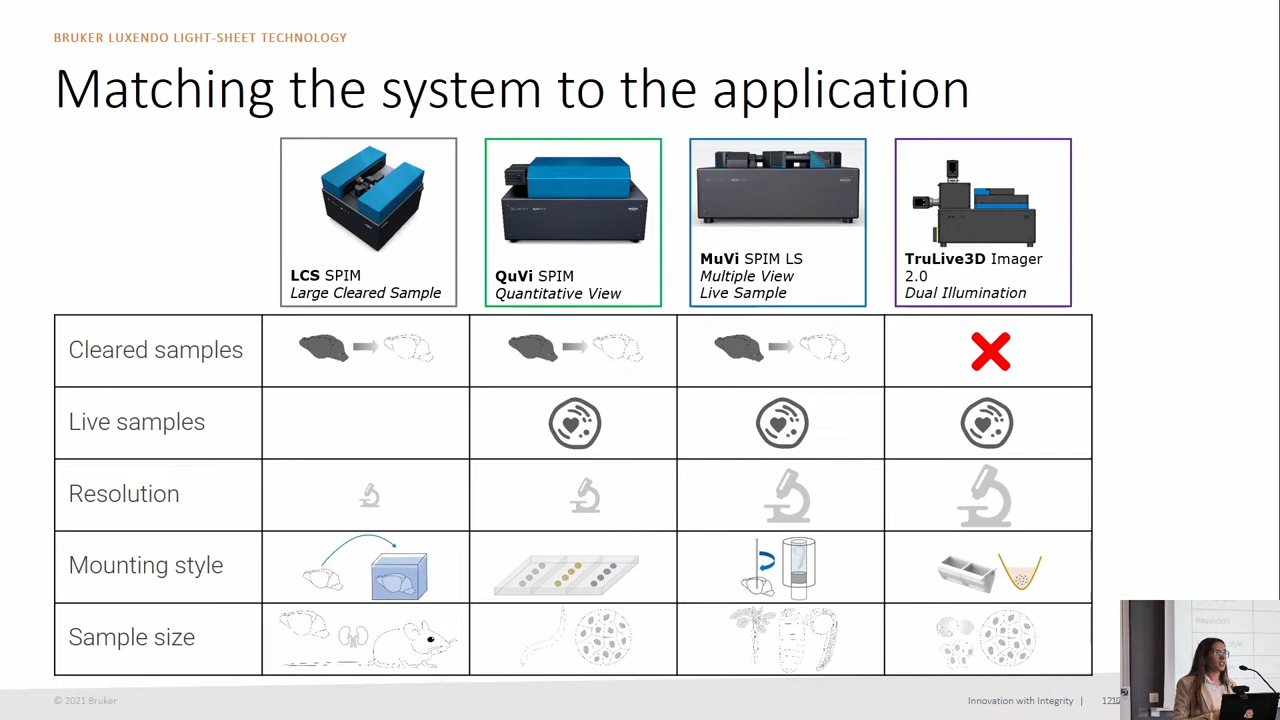 BRUKER LUXENDO LIGHT-SHEET TECHNOLOGY
Matching the system to the application
LCS SPIM
Large Cleared Sample
QuVi SPIM
Quantitative View
MuVi SPIM LS
Multiple View
Live Sample
TruLive3D Imager
2.0
Dual Illumination
Cleared samples
Live samples
Resolution
Mounting style
Sample size
© 2021 Bruker
Innovation with Integrity |
Resolution